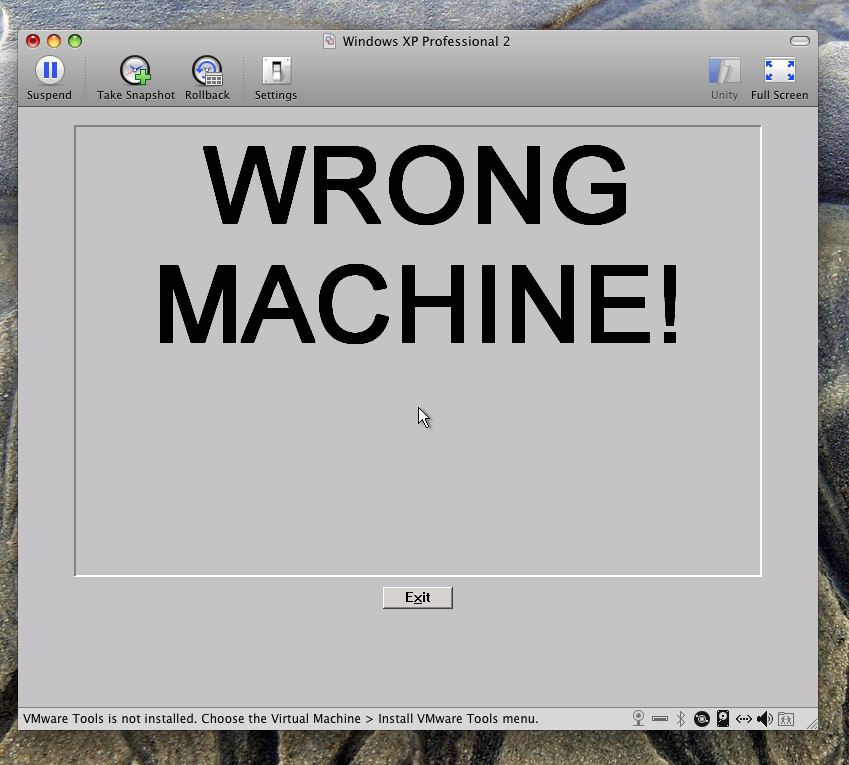 Windows XP Professional 2
Suspend Take Snapshot Rollback Settings Unity Full Screen
WRONG
MACHINE!
Exit
VMware Tools is not installed. Choose the Virtual Machine > Install VMware Tools menu.